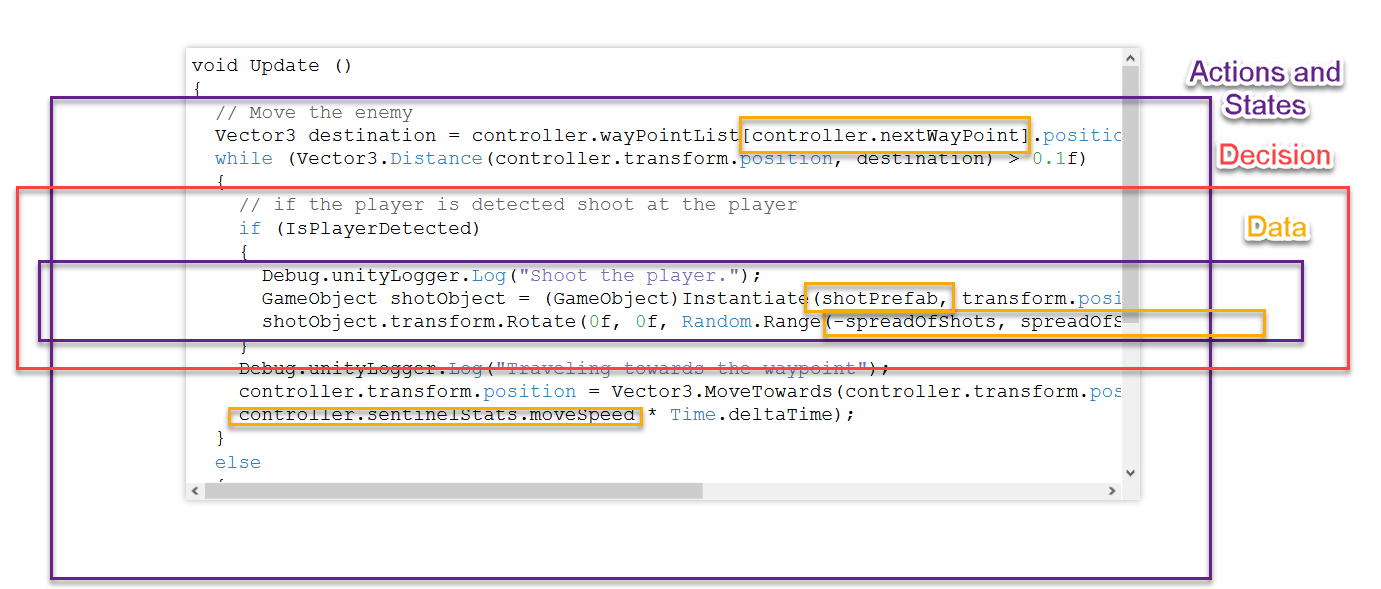 void Update ()
{
// Move the enemy
Vector3 destination = controller.wayPointList[controller.nextWayPoint].positio
while (Vector3.Distance(controller.transform.position, destination) > 0.1f)
{
// if the player is detected shoot at the player
if (IsPlayerDetected)
{
Debug.unityLogger.Log("Shoot the player.");
GameObject shotObject = (GameObject)Instantiate(shotPrefab, transform.posi
shotObject.transform.Rotate(0f, 0f, Random.Range(-spreadOfShots, spreadOfS
}
Debug.unityLogger.Log("Traveling towards the waypoint");
controller.transform.position = Vector3.MoveTowards(controller.transform.pos
controller.sentinelStats.moveSpeed * Time.deltaTime);
}
else
{
Actions and
States
Decision
Data